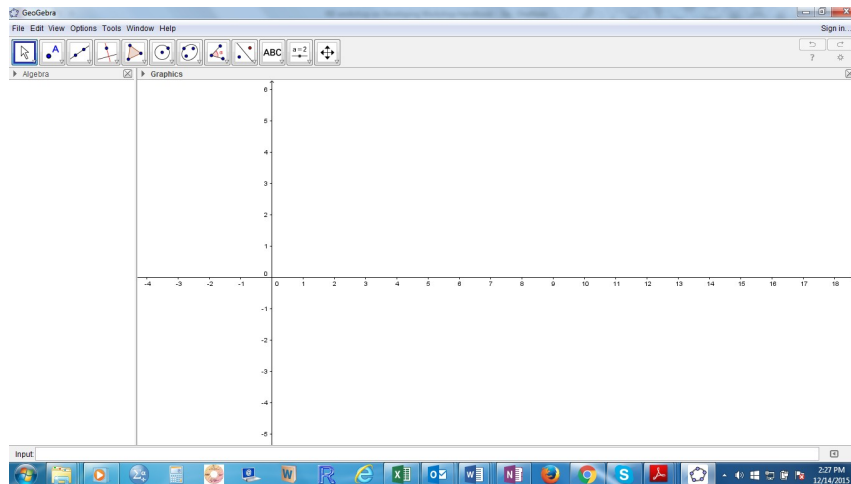 GeoGebra
File Edit View Options Tools Window Help
Sign in...
A
ABC
a=2
?
Algebra
Graphics
6
5
4
3
2
1
0
-4 -3 -2 -1 0 1 2 3 4 5 6 7 8 9 10 11 12 13 14 15 16 17 18
-1
-2
-3
-4
-5
Input:
2:27 PM
12/14/2015